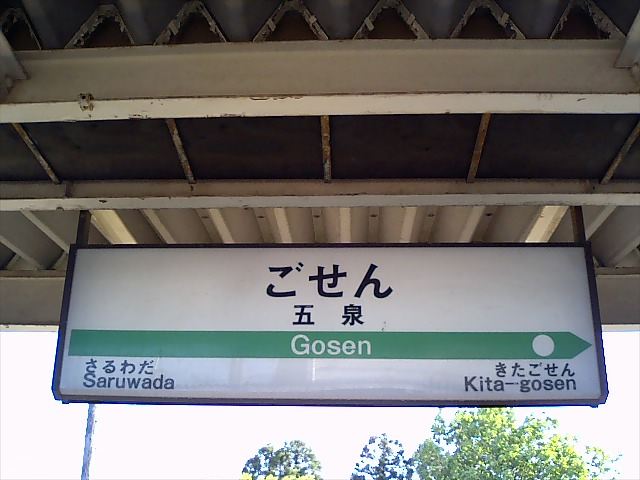 ごせん
五泉
Gosen
さるわだ
Saruwada
きたごせん
Kita-gosen